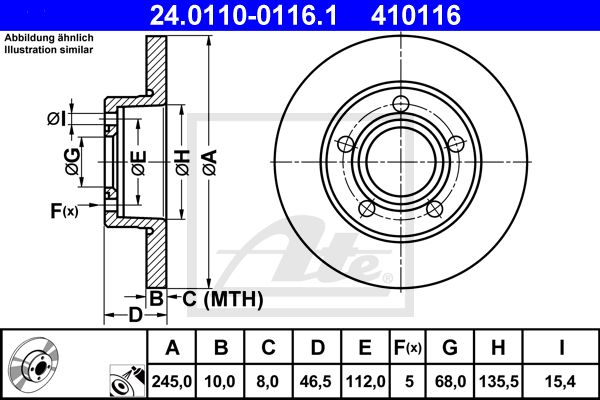 24.0110-0116.1 410116
Abbildung ähnlich
Illustration similar
ØI
ØG
ØE
ØH
ØA
F(x)
B
C (MTH)
D
Ate
A B C D E F(x) G H I
245,0 10,0 8,0 46,5 112,0 5 68,0 135,5 15,4